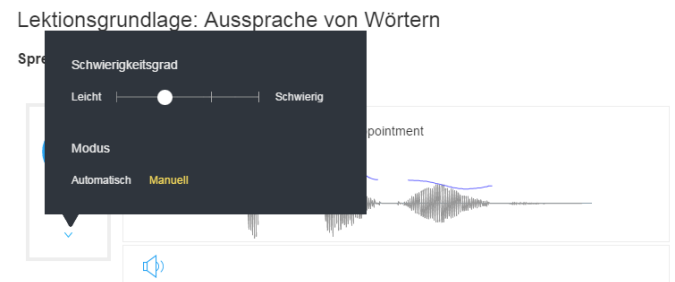 Lektionsgrundlage: Aussprache von Wörtern
Spre
Schwierigkeitsgrad
Leicht Schwierig
pointment
Modus
Automatisch Manuell